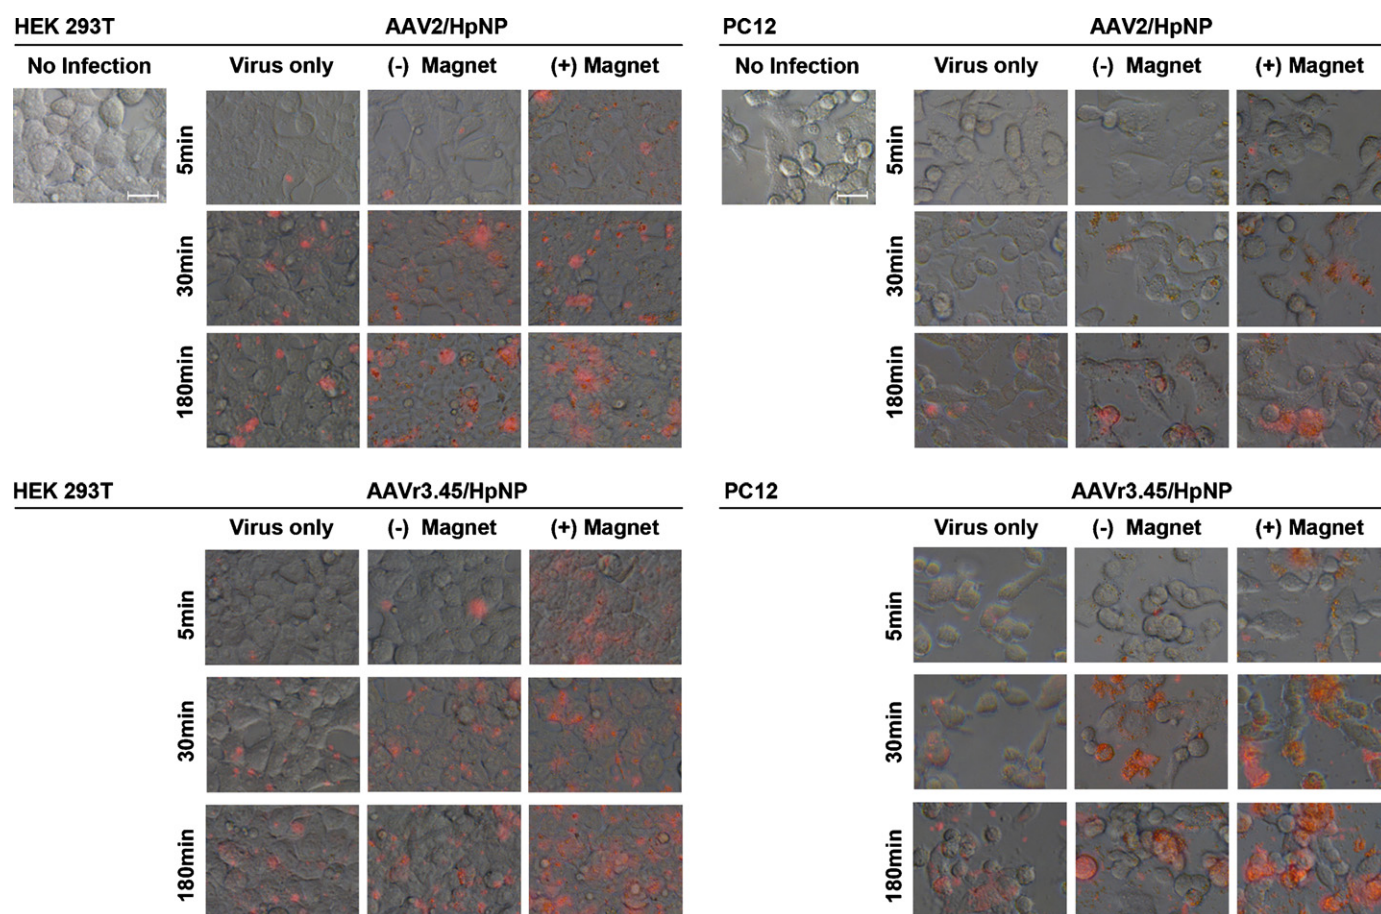 HEK 293T AAV2/HpNP
No Infection Virus only (-) Magnet (+) Magnet
5min
30min
180min
PC12 AAV2/HpNP
No Infection Virus only (-) Magnet (+) Magnet
5min
30min
180min
HEK 293T AAVr3.45/HpNP
Virus only (-) Magnet (+) Magnet
5min
30min
180min
PC12 AAVr3.45/HpNP
Virus only (-) Magnet (+) Magnet
5min
30min
180min